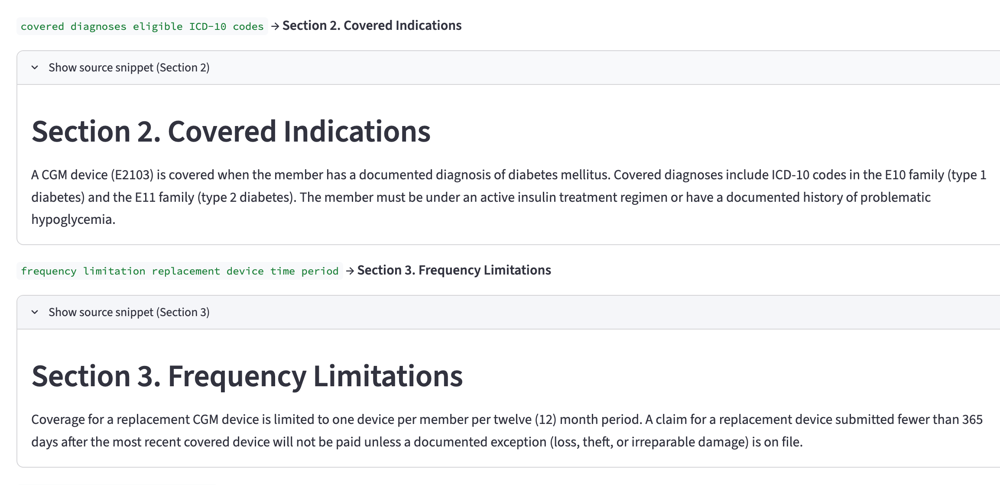 covered diagnoses eligible ICD-10 codes → Section 2. Covered Indications
Show source snippet (Section 2)
Section 2. Covered Indications
A CGM device (E2103) is covered when the member has a documented diagnosis of diabetes mellitus. Covered diagnoses include ICD-10 codes in the E10 family (type 1
diabetes) and the E11 family (type 2 diabetes). The member must be under an active insulin treatment regimen or have a documented history of problematic
hypoglycemia.
frequency limitation replacement device time period → Section 3. Frequency Limitations
Show source snippet (Section 3)
Section 3. Frequency Limitations
Coverage for a replacement CGM device is limited to one device per member per twelve (12) month period. A claim for a replacement device submitted fewer than 365
days after the most recent covered device will not be paid unless a documented exception (loss, theft, or irreparable damage) is on file.